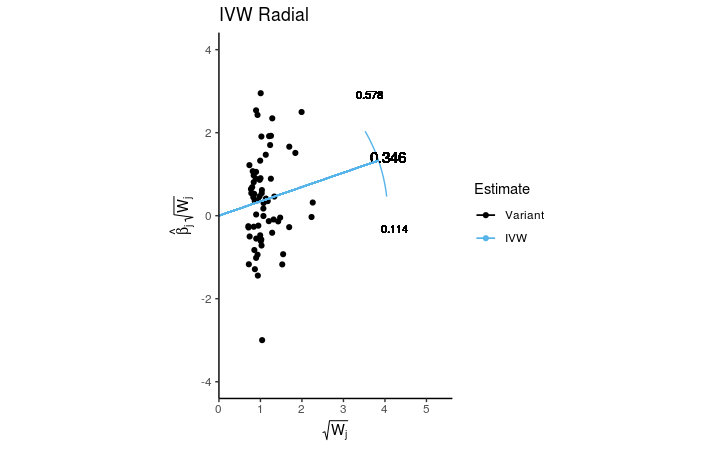 IVW Radial
4
2
0
-2
-4
β̂j√Wj
0.578
0.346
0.114
0 1 2 3 4 5
√Wj
Estimate
Variant
IVW